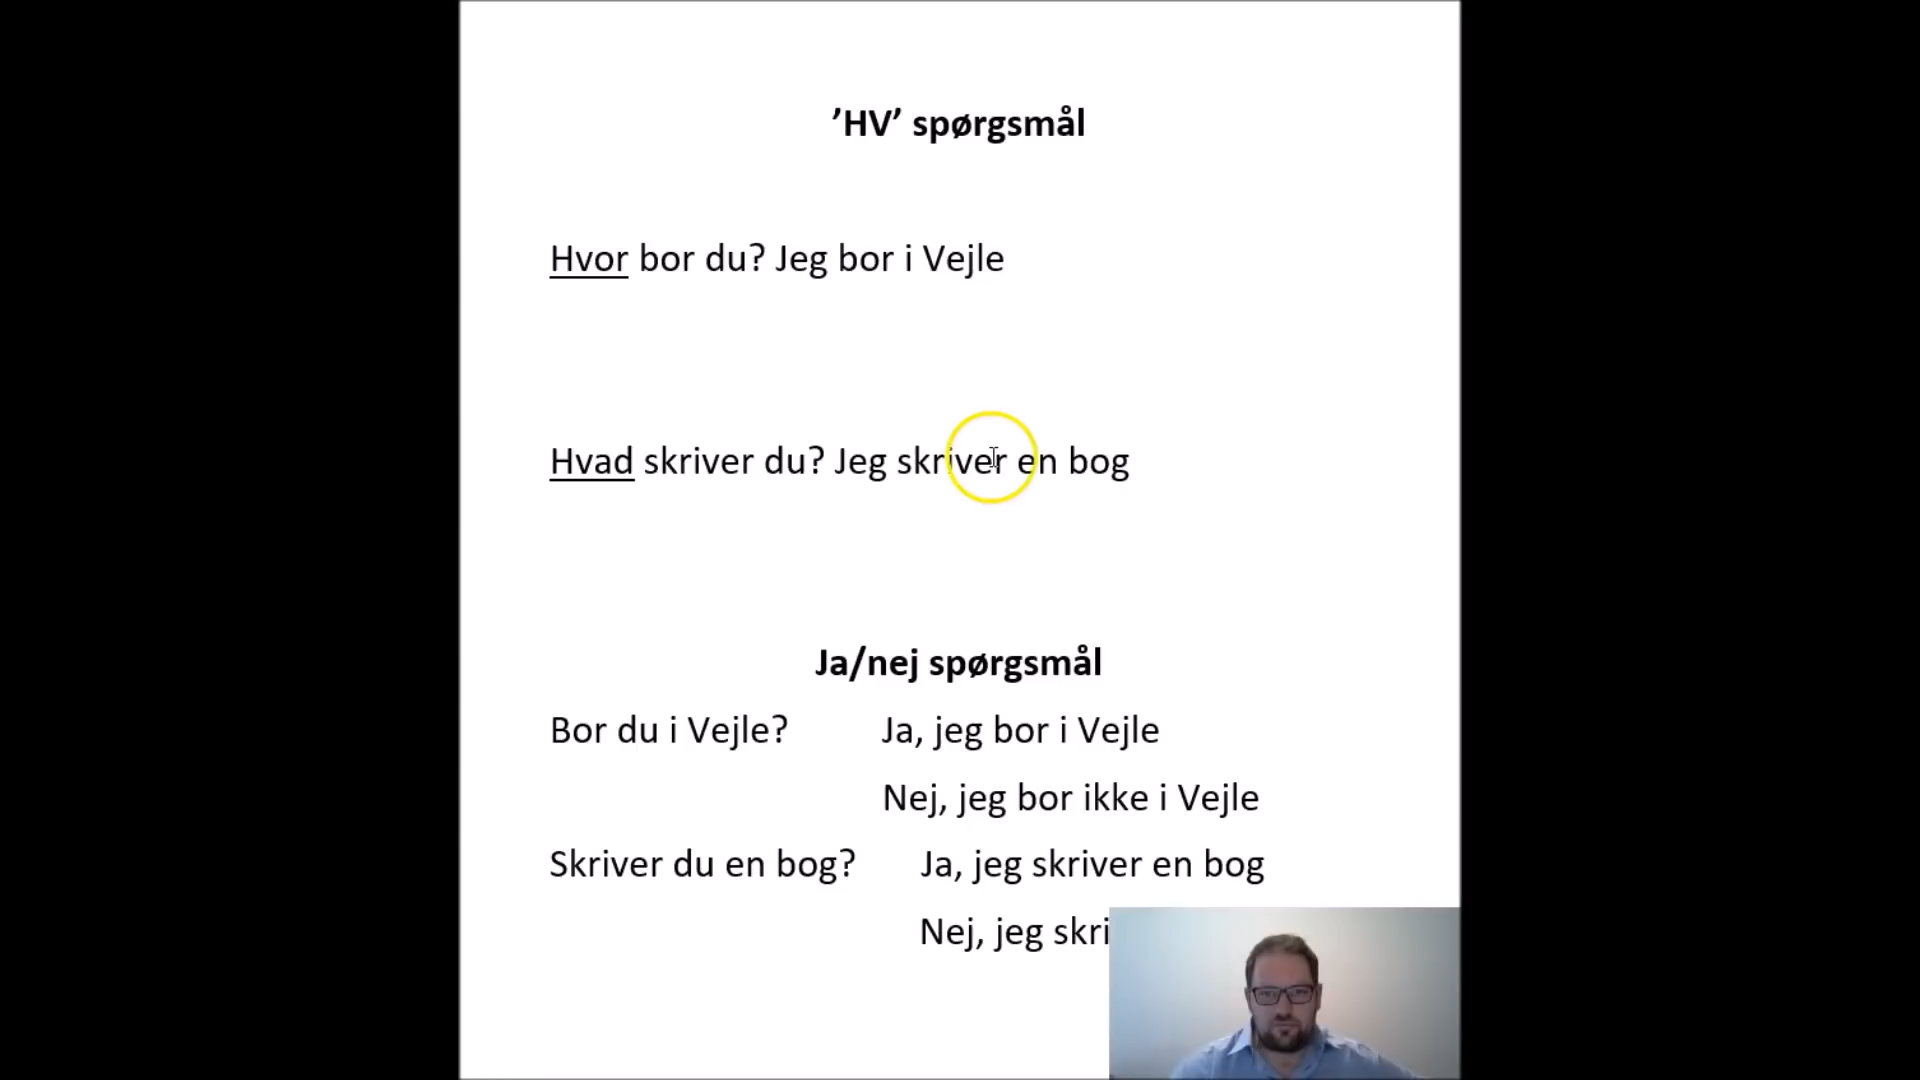 ’HV’ spørgsmål
Hvor bor du? Jeg bor i Vejle
Hvad skriver du? Jeg skriver en bog
Ja/nej spørgsmål
Bor du i Vejle? Ja, jeg bor i Vejle
Nej, jeg bor ikke i Vejle
Skriver du en bog? Ja, jeg skriver en bog
Nej, jeg